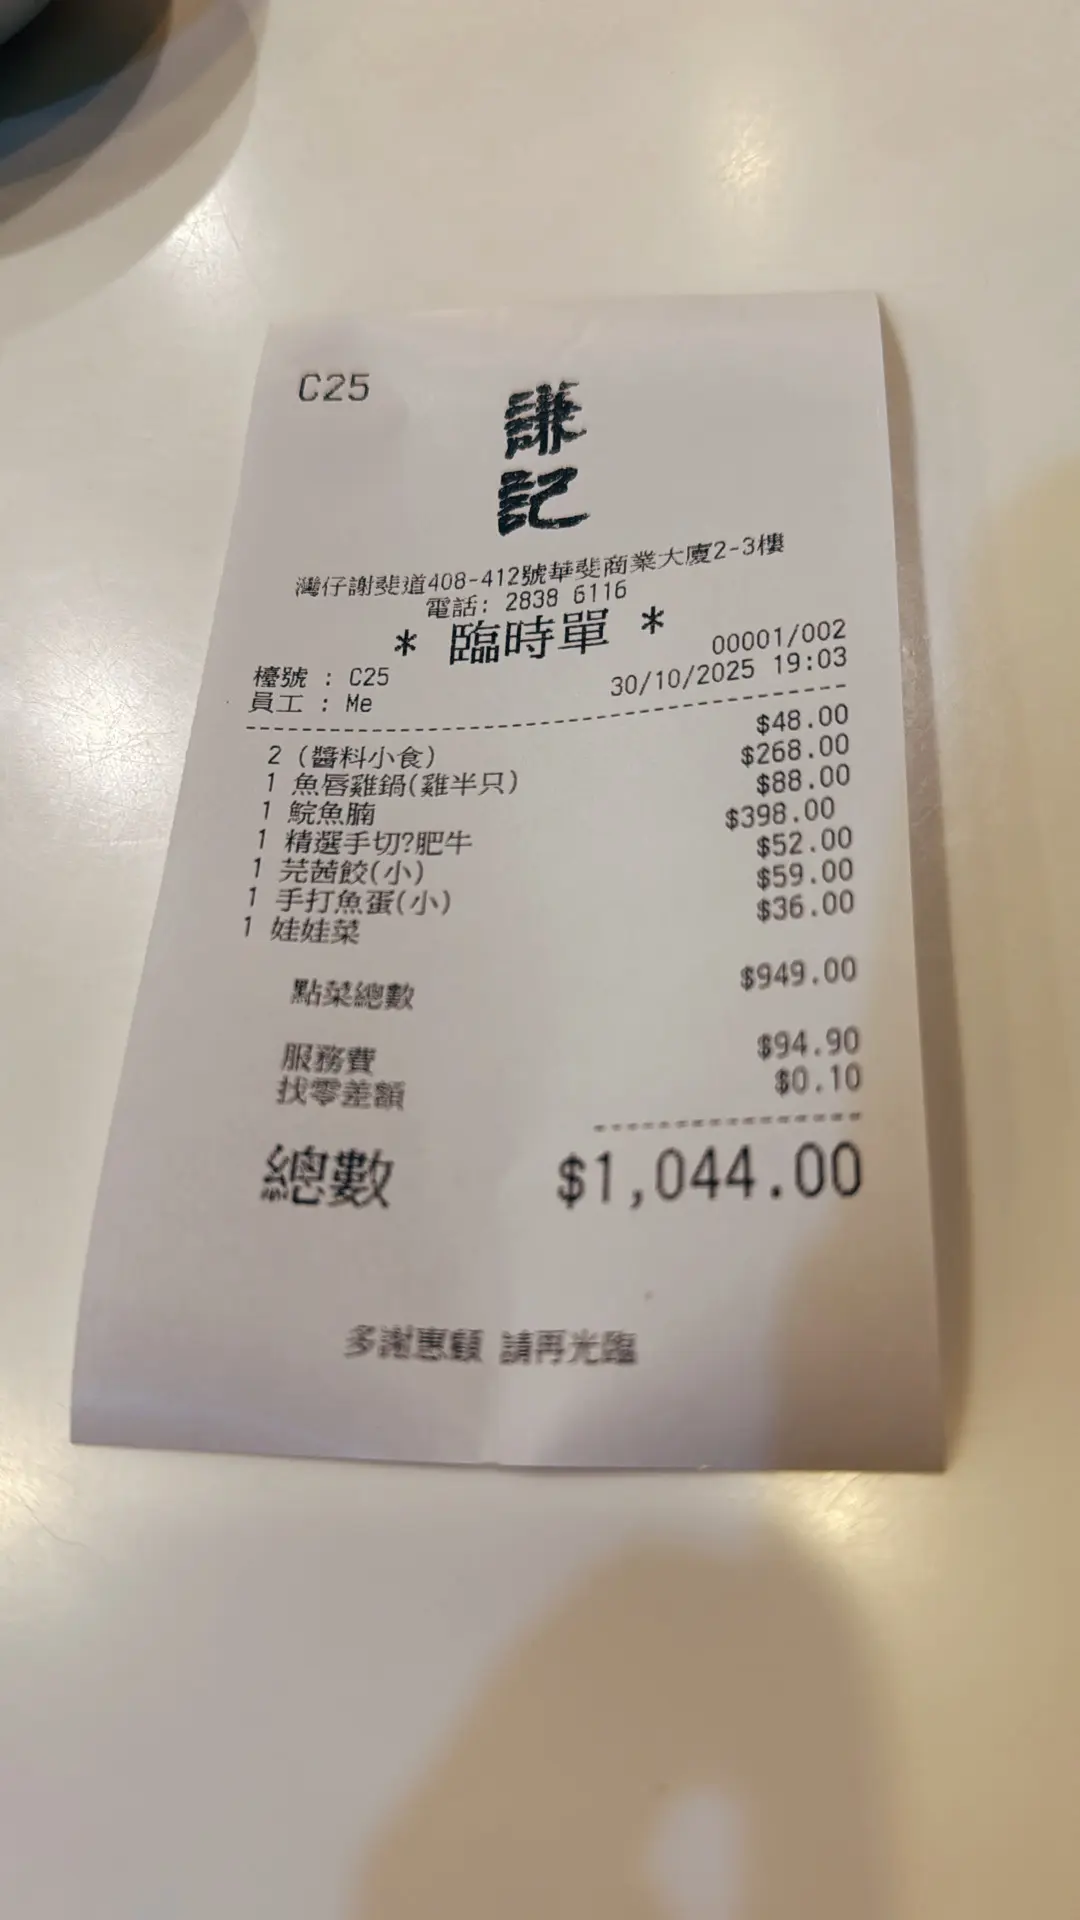 C25
謙
記
灣仔謝斐道408-412號華斐商業大廈2-3樓
電話: 2838 6116
* 臨時單 *
00001/002
檯號 : C25
30/10/2025 19:03
員工 : Me
2 (醬料小食) $48.00
1 魚唇雞鍋(雞半只) $268.00
1 鯇魚腩 $88.00
1 精選手切?肥牛 $398.00
1 芫茜餃(小) $52.00
1 手打魚蛋(小) $59.00
1 娃娃菜 $36.00
點菜總數 $949.00
服務費 $94.90
找零差額 $0.10
總數 $1,044.00
多謝惠顧 請再光臨